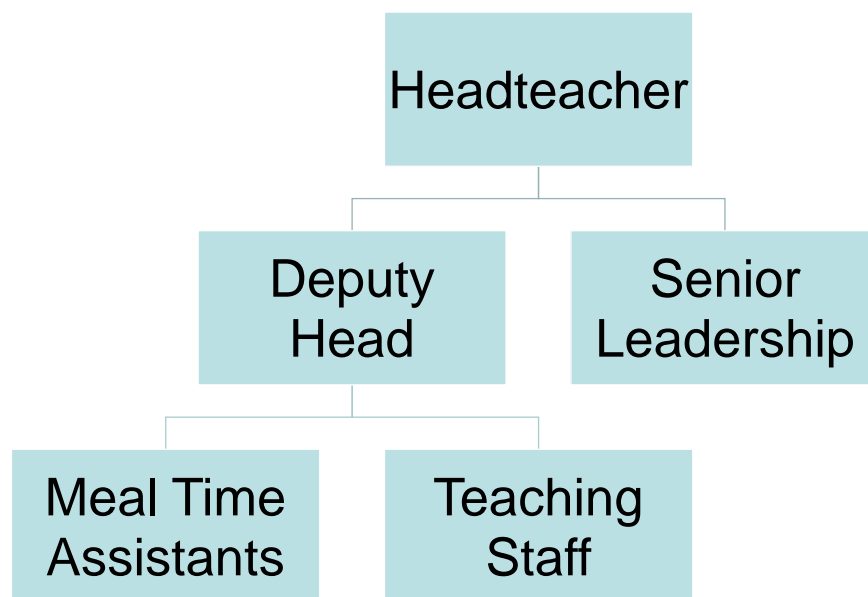 Headteacher
Deputy
Head
Senior
Leadership
Meal Time
Assistants
Teaching
Staff